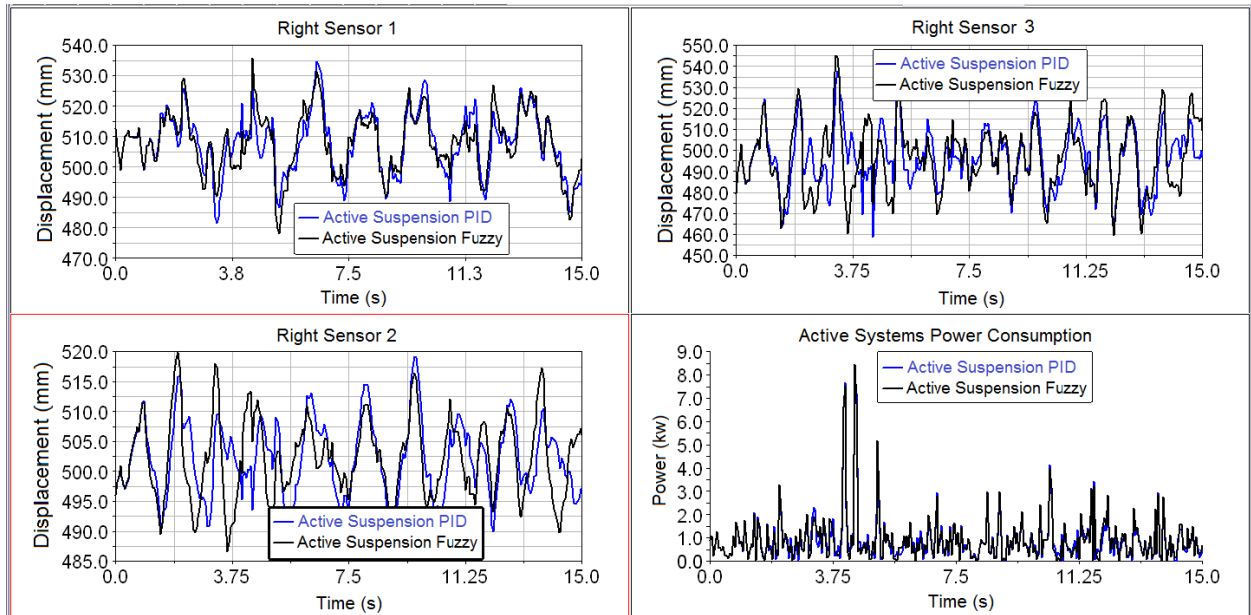 Right Sensor 1
Displacement (mm)
540.0
530.0
520.0
510.0
500.0
490.0
480.0
470.0
Active Suspension PID
Active Suspension Fuzzy
0.0 3.8 7.5 11.3 15.0
Time (s)
Right Sensor 3
Displacement (mm)
550.0
540.0
530.0
520.0
510.0
500.0
490.0
480.0
470.0
460.0
450.0
Active Suspension PID
Active Suspension Fuzzy
0.0 3.75 7.5 11.25 15.0
Time (s)
Right Sensor 2
Displacement (mm)
520.0
515.0
510.0
505.0
500.0
495.0
490.0
485.0
Active Suspension PID
Active Suspension Fuzzy
0.0 3.75 7.5 11.25 15.0
Time (s)
Active Systems Power Consumption
Power (kw)
9.0
8.0
7.0
6.0
5.0
4.0
3.0
2.0
1.0
0.0
Active Suspension PID
Active Suspension Fuzzy
0.0 3.75 7.5 11.25 15.0
Time (s)